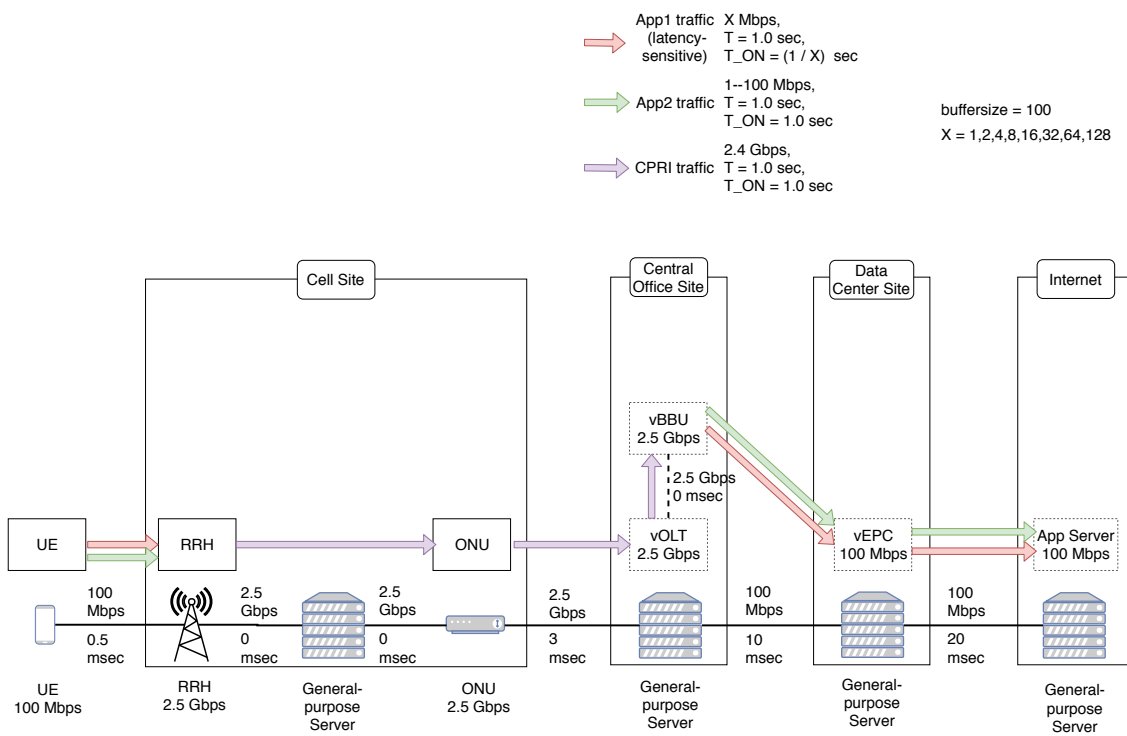 App1 traffic
(latency-
sensitive)
X Mbps,
T = 1.0 sec,
T_ON = (1 / X)  sec
App2 traffic
1--100 Mbps,
T = 1.0 sec,
T_ON = 1.0 sec
CPRI traffic
2.4 Gbps,
T = 1.0 sec,
T_ON = 1.0 sec
buffersize = 100
X = 1,2,4,8,16,32,64,128
Cell Site
Central
Office Site
Data
Center Site
Internet
vBBU
2.5 Gbps
2.5 Gbps
0 msec
UE
RRH
ONU
vOLT
2.5 Gbps
vEPC
100 Mbps
App Server
100 Mbps
100
Mbps
0.5
msec
2.5
Gbps
0
msec
2.5
Gbps
0
msec
2.5
Gbps
3
msec
100
Mbps
10
msec
100
Mbps
20
msec
UE
100 Mbps
RRH
2.5 Gbps
General-
purpose
Server
ONU
2.5 Gbps
General-
purpose
Server
General-
purpose
Server
General-
purpose
Server